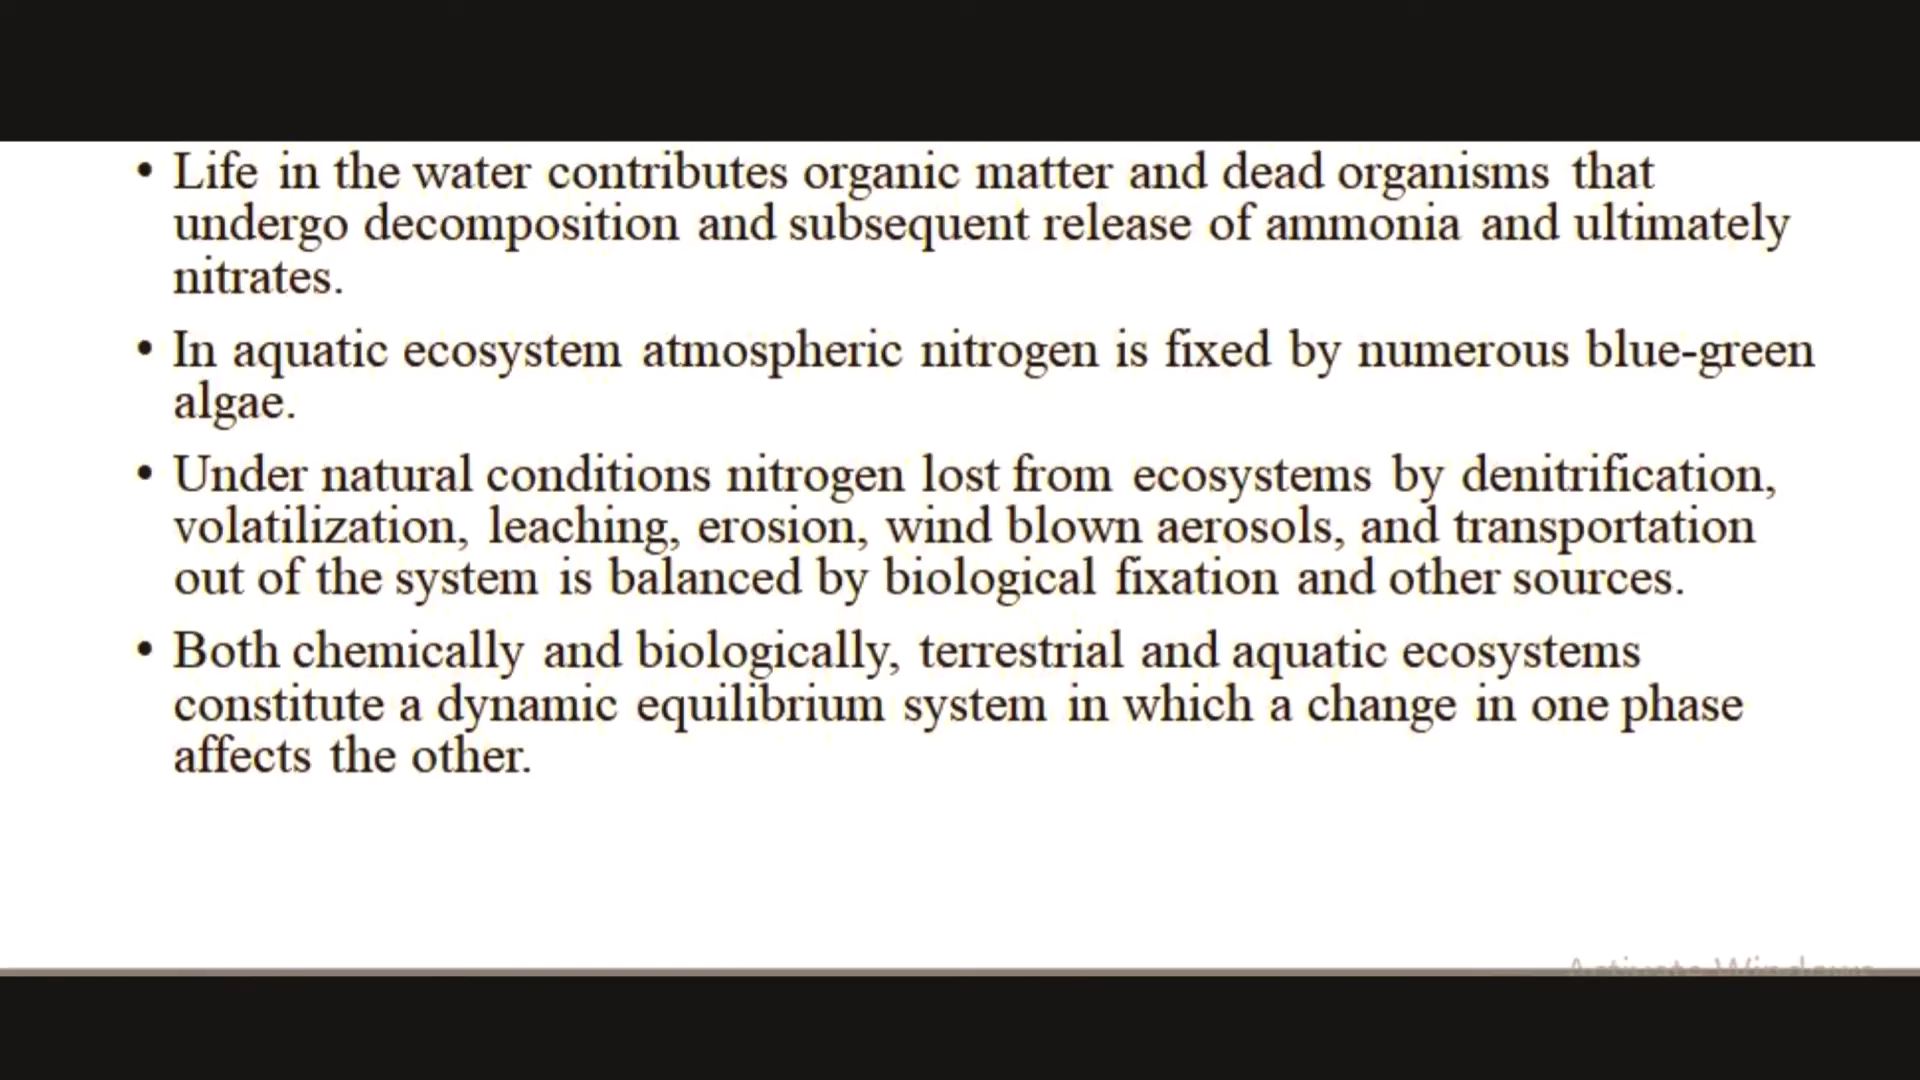 • Life in the water contributes organic matter and dead organisms that
undergo decomposition and subsequent release of ammonia and ultimately
nitrates.
• In aquatic ecosystem atmospheric nitrogen is fixed by numerous blue-green
algae.
• Under natural conditions nitrogen lost from ecosystems by denitrification,
volatilization, leaching, erosion, wind blown aerosols, and transportation
out of the system is balanced by biological fixation and other sources.
• Both chemically and biologically, terrestrial and aquatic ecosystems
constitute a dynamic equilibrium system in which a change in one phase
affects the other.